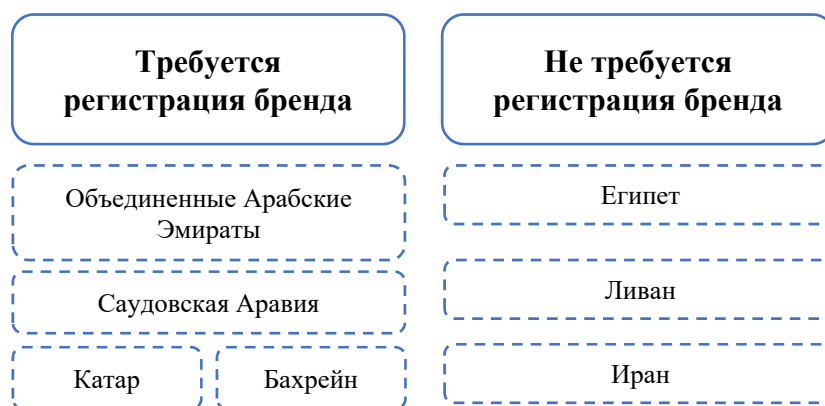 Требуется
регистрация бренда
Не требуется
регистрация бренда
Объединенные Арабские
Эмираты
Египет
Саудовская Аравия
Ливан
Катар
Бахрейн
Иран